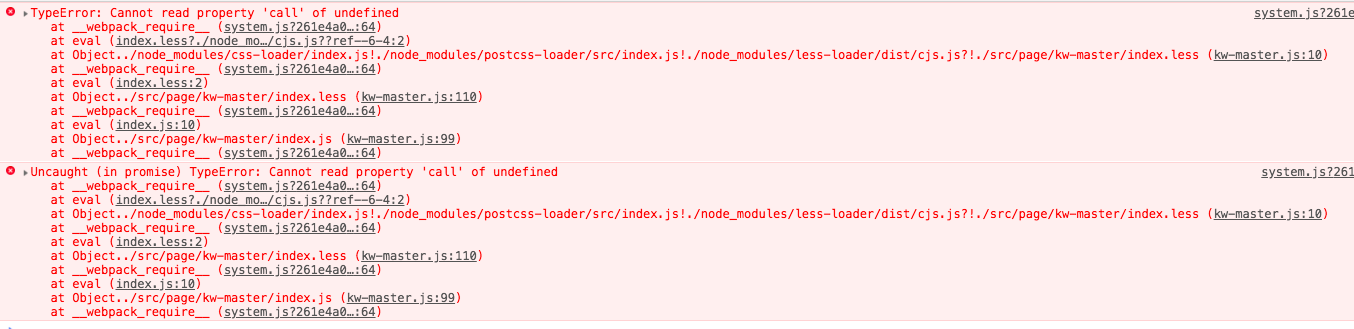 TypeError: Cannot read property 'call' of undefined system.js?261e
at __webpack_require__ (system.js?261e4a0…:64)
at eval (index.less?./node_mo…/cjs.js??ref--6-4:2)
at Object../node_modules/css-loader/index.js!./node_modules/postcss-loader/src/index.js!./node_modules/less-loader/dist/cjs.js?!./src/page/kw-master/index.less (kw-master.js:10)
at __webpack_require__ (system.js?261e4a0…:64)
at eval (index.less:2)
at Object../src/page/kw-master/index.less (kw-master.js:110)
at __webpack_require__ (system.js?261e4a0…:64)
at eval (index.js:10)
at Object../src/page/kw-master/index.js (kw-master.js:99)
at __webpack_require__ (system.js?261e4a0…:64)
Uncaught (in promise) TypeError: Cannot read property 'call' of undefined system.js?261
at __webpack_require__ (system.js?261e4a0…:64)
at eval (index.less?./node_mo…/cjs.js??ref--6-4:2)
at Object../node_modules/css-loader/index.js!./node_modules/postcss-loader/src/index.js!./node_modules/less-loader/dist/cjs.js?!./src/page/kw-master/index.less (kw-master.js:10)
at __webpack_require__ (system.js?261e4a0…:64)
at eval (index.less:2)
at Object../src/page/kw-master/index.less (kw-master.js:110)
at __webpack_require__ (system.js?261e4a0…:64)
at eval (index.js:10)
at Object../src/page/kw-master/index.js (kw-master.js:99)
at __webpack_require__ (system.js?261e4a0…:64)